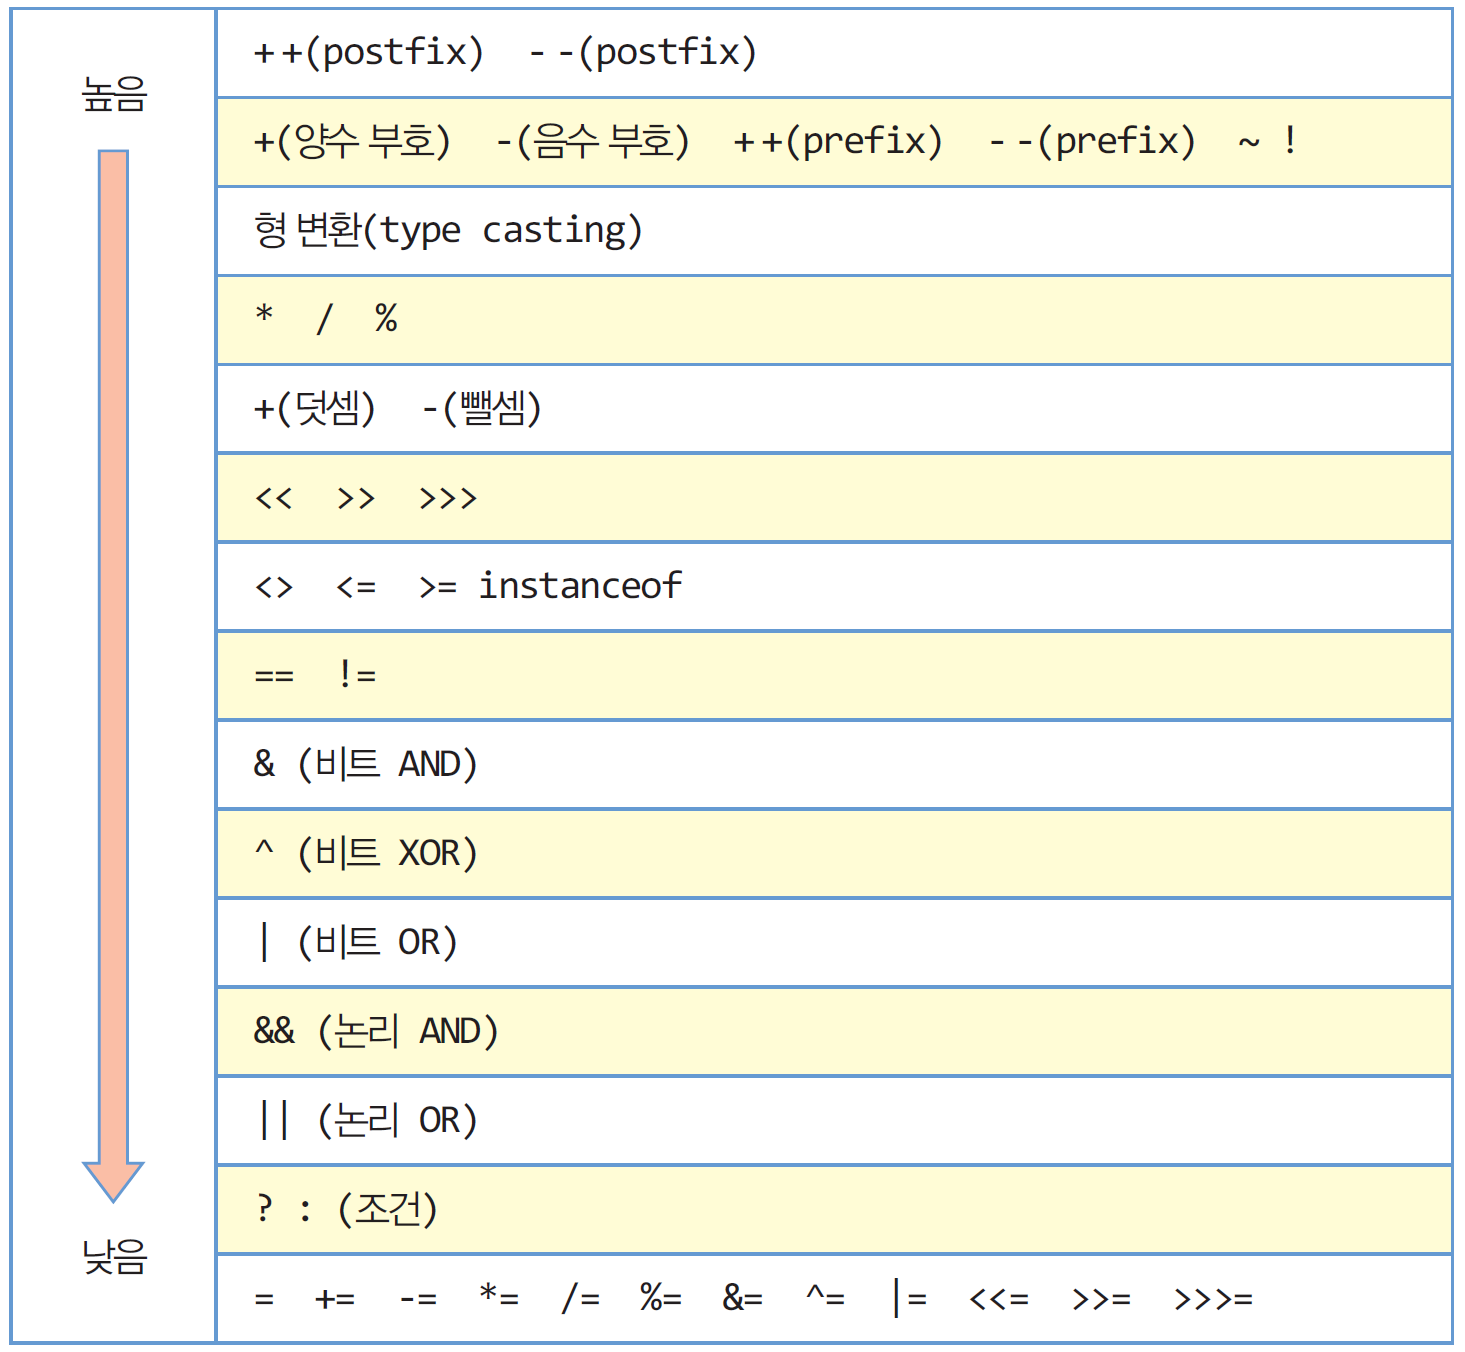 높음
++(postfix) --(postfix)
+(양수 부호) -(음수 부호) ++(prefix) --(prefix) ~ !
형 변환(type casting)
* / %
+(덧셈) -(뺄셈)
<< >> >>>
<> <= >= instanceof
== !=
& (비트 AND)
^ (비트 XOR)
| (비트 OR)
&& (논리 AND)
|| (논리 OR)
? : (조건)
= += -= *= /= %= &= ^= |= <<= >>= >>>=
낮음